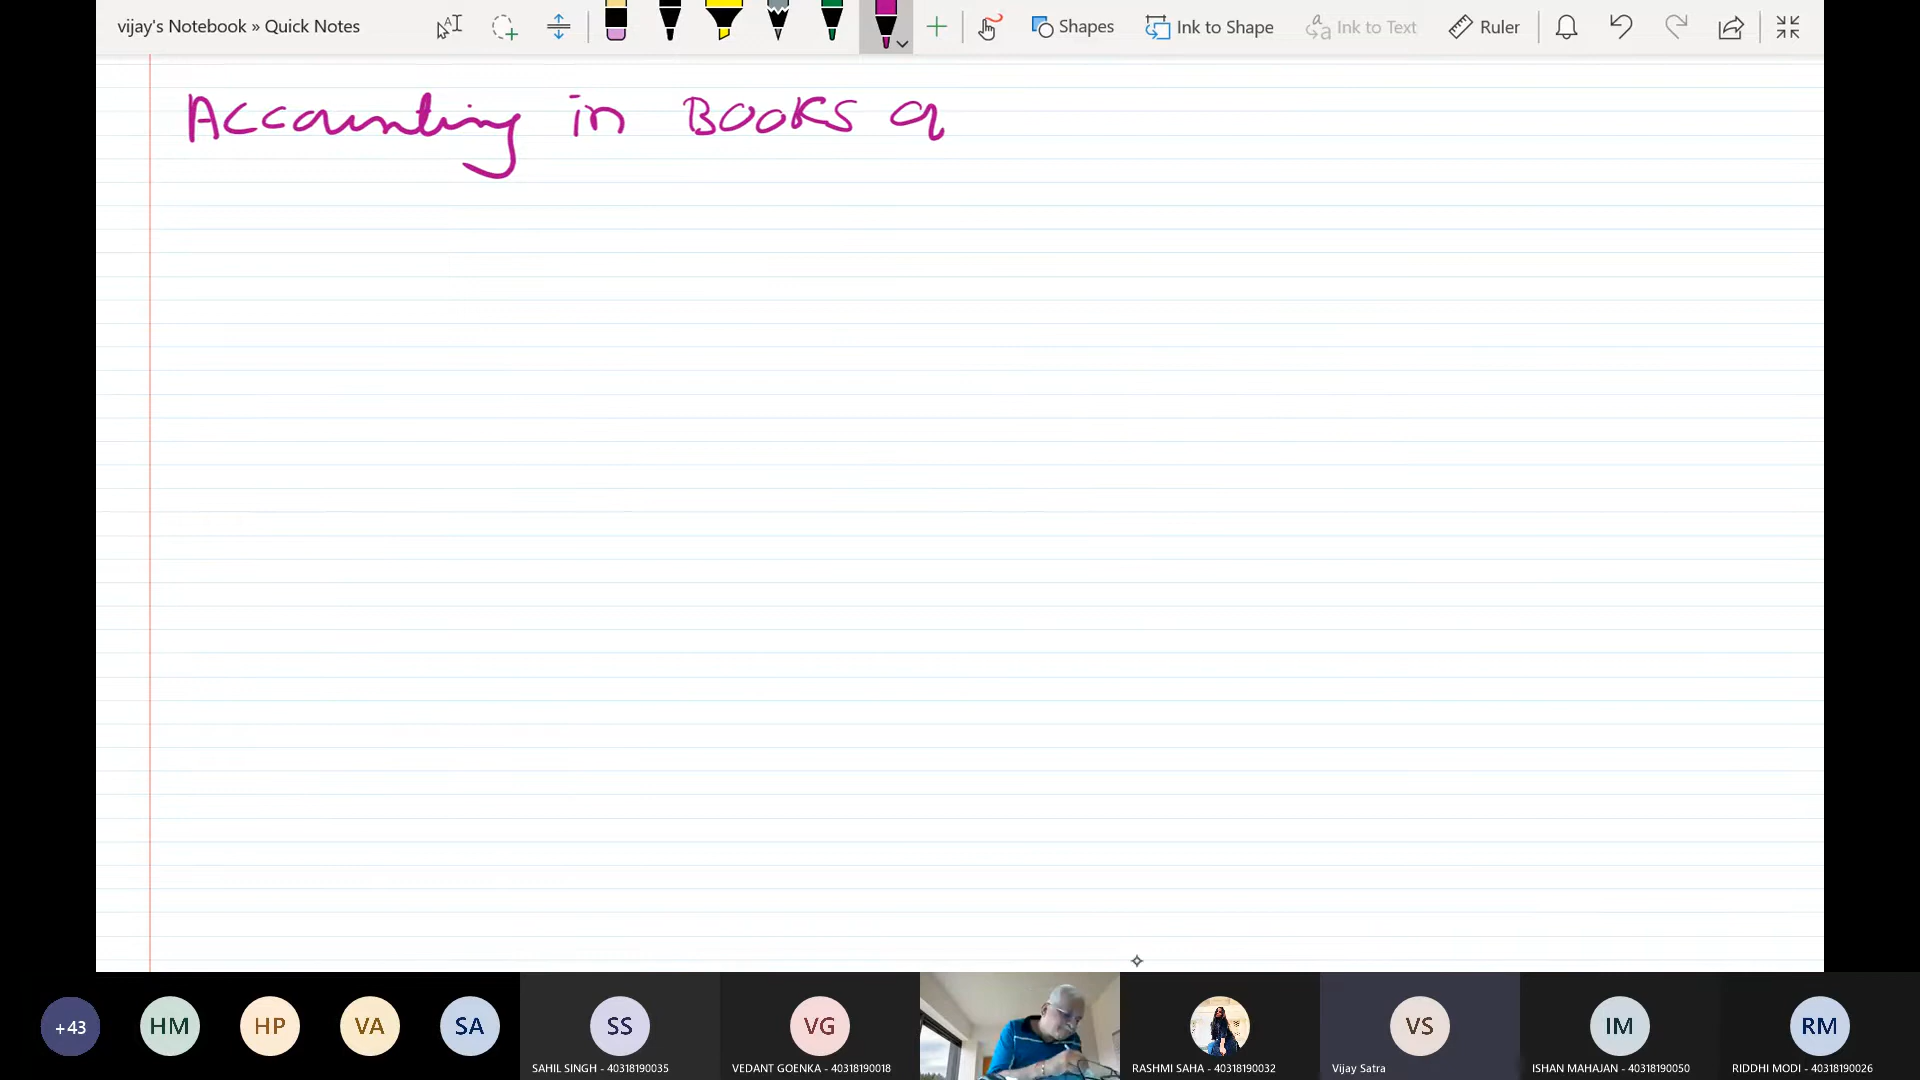 vijay's Notebook » Quick Notes Shapes Ink to Shape Ink to Text Ruler
Accounting in BOOKS
+43 HM HP VA SA SS VG VS IM RM
SAHIL SINGH - 40318190035 VEDANT GOENKA - 40318190018 RASHMI SAHA - 40318190032 Vijay Satra ISHAN MAHAJAN - 40318190050 RIDDHI MODI - 40318190026